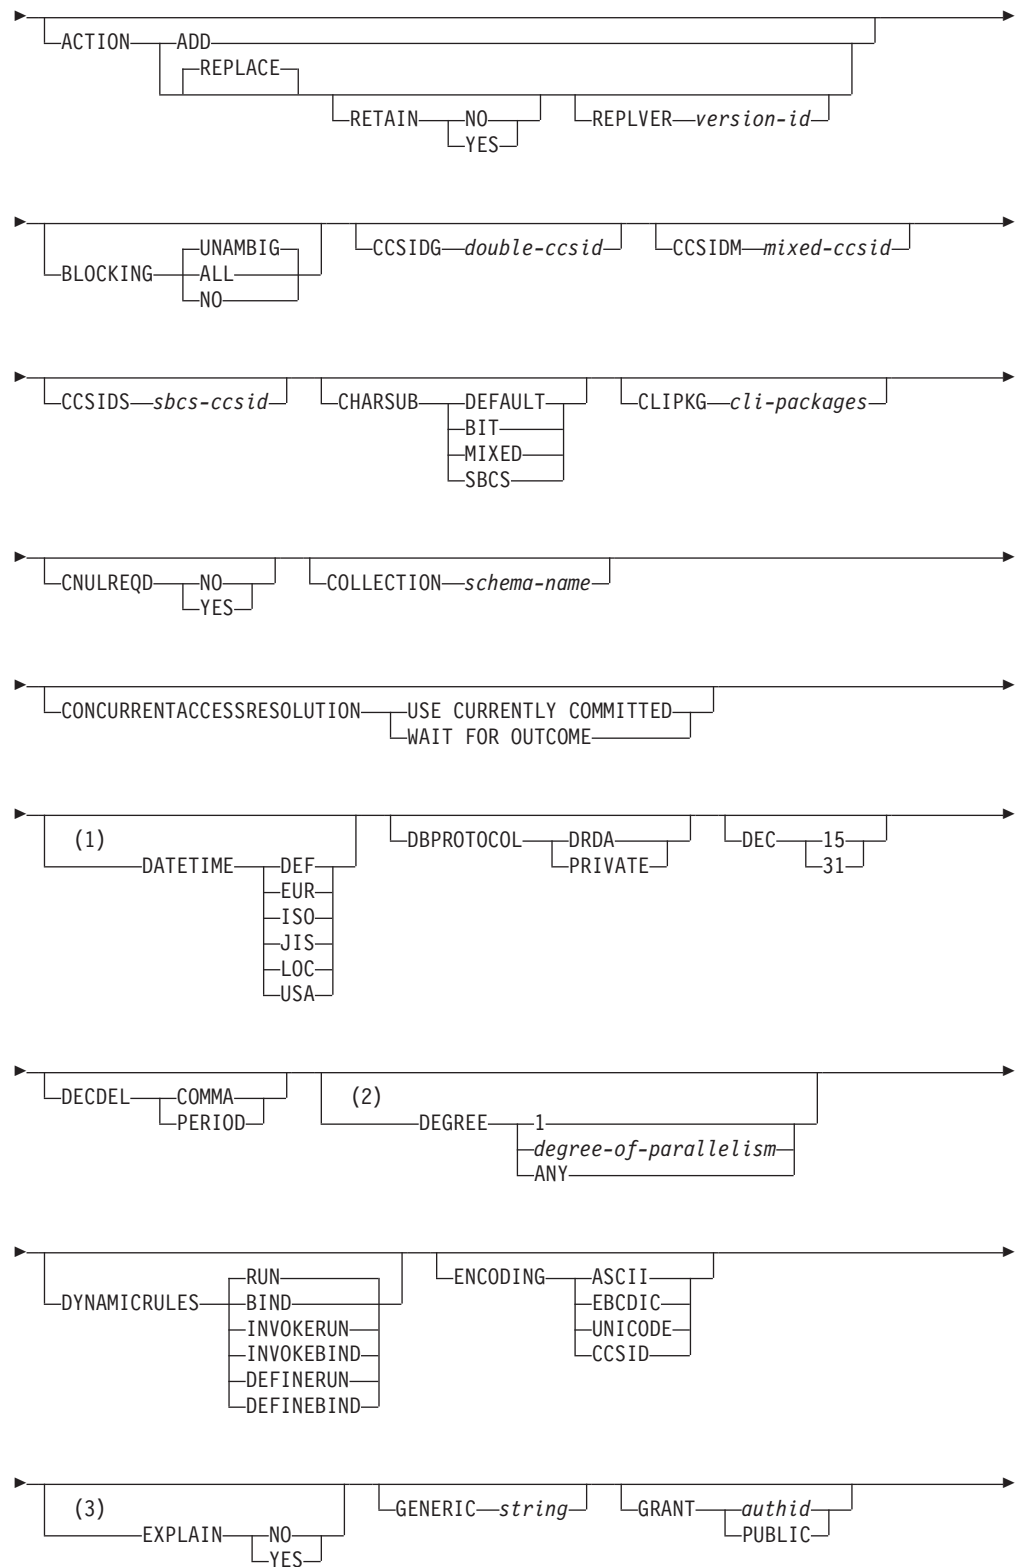 ACTION ADD
REPLACE
RETAIN NO REPLVER version-id
YES
UNAMBIG CCSIDG double-ccsid CCSIDM mixed-ccsid
BLOCKING ALL
NO
CCSIDS sbcs-ccsid CHARSUB DEFAULT CLIPKG cli-packages
BIT
MIXED
SBCS
CNULREQD NO COLLECTION schema-name
YES
CONCURRENTACCESSRESOLUTION USE CURRENTLY COMMITTED
WAIT FOR OUTCOME
(1) DBPROTOCOL DRDA DEC 15
DATETIME DEF PRIVATE 31
EUR
ISO
JIS
LOC
USA
DECDEL COMMA (2)
PERIOD DEGREE 1
degree-of-parallelism
ANY
RUN ENCODING ASCII
DYNAMICRULES BIND EBCDIC
INVOKERUN UNICODE
INVOKEBIND CCSID
DEFINERUN
DEFINEBIND
(3) GENERIC string GRANT authid
EXPLAIN NO PUBLIC
YES